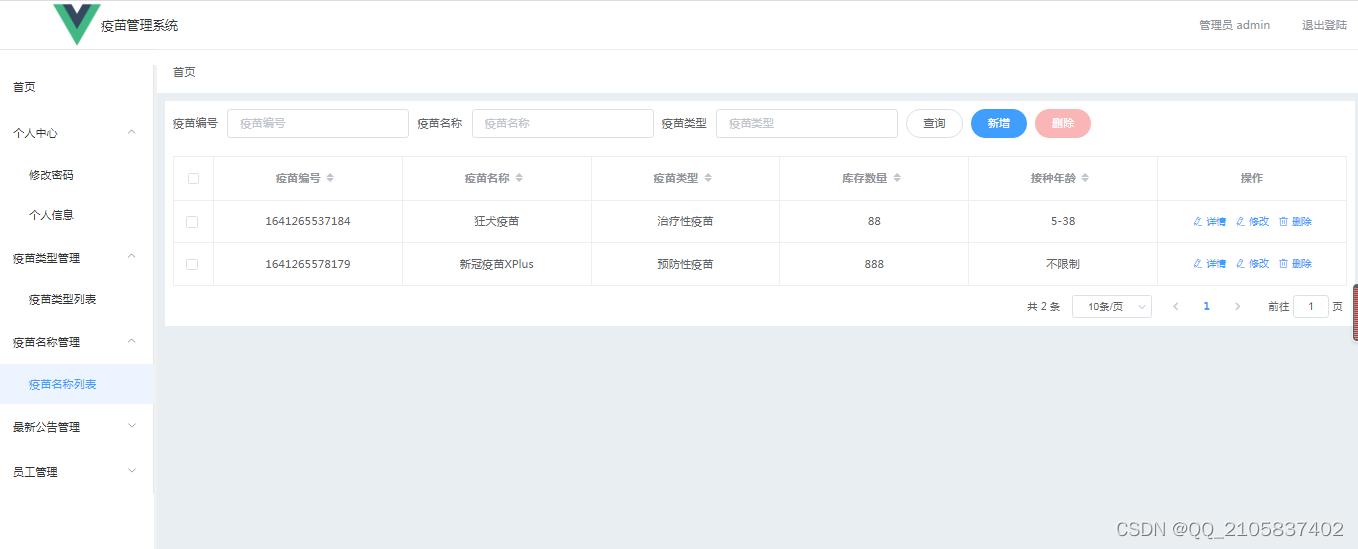 疫苗管理系统
管理员 admin
退出登陆
首页
个人中心
修改密码
个人信息
疫苗类型管理
疫苗类型列表
疫苗名称管理
疫苗名称列表
最新公告管理
员工管理
首页
疫苗编号 疫苗编号 疫苗名称 疫苗名称 疫苗类型 疫苗类型 查询 新增 删除
疫苗编号 疫苗名称 疫苗类型 库存数量 接种年龄 操作
1641265537184 狂犬疫苗 治疗性疫苗 88 5-38 详情 修改 删除
1641265578179 新冠疫苗XPlus 预防性疫苗 888 不限制 详情 修改 删除
共 2 条 10条/页 1 前往 1 页
CSDN @QQ_2105837402